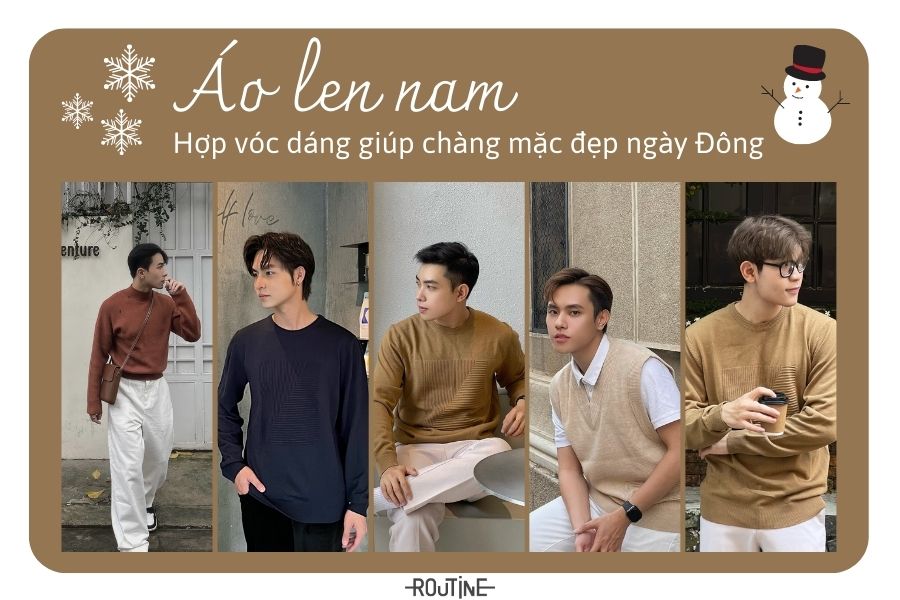 Áo len nam
Hợp vóc dáng giúp chàng mặc đẹp ngày Đông
enture
love
ROUTINE